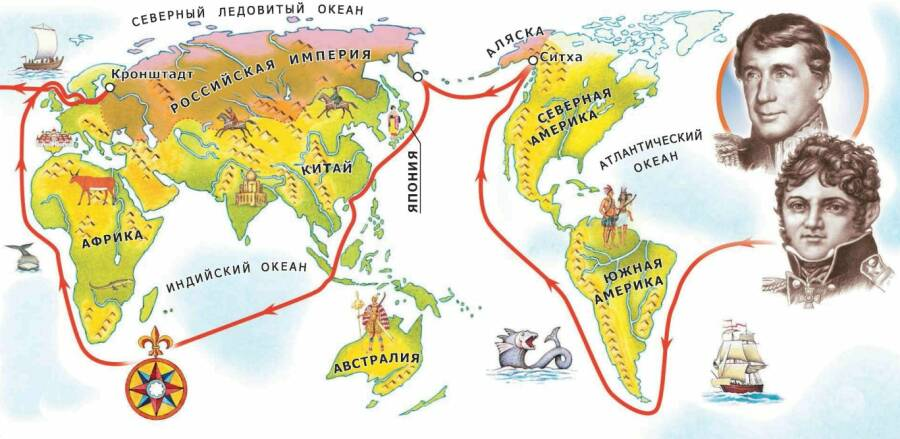 СЕВЕРНЫЙ ЛЕДОВИТЫЙ ОКЕАН
АЛЯСКА
Кронштадт
РОССИЙСКАЯ ИМПЕРИЯ
Ситха
СЕВЕРНАЯ
АМЕРИКА
АТЛАНТИЧЕСКИЙ
ОКЕАН
КИТАЙ
ЯПОНИЯ
АФРИКА
ИНДИЙСКИЙ ОКЕАН
ЮЖНАЯ
АМЕРИКА
АВСТРАЛИЯ